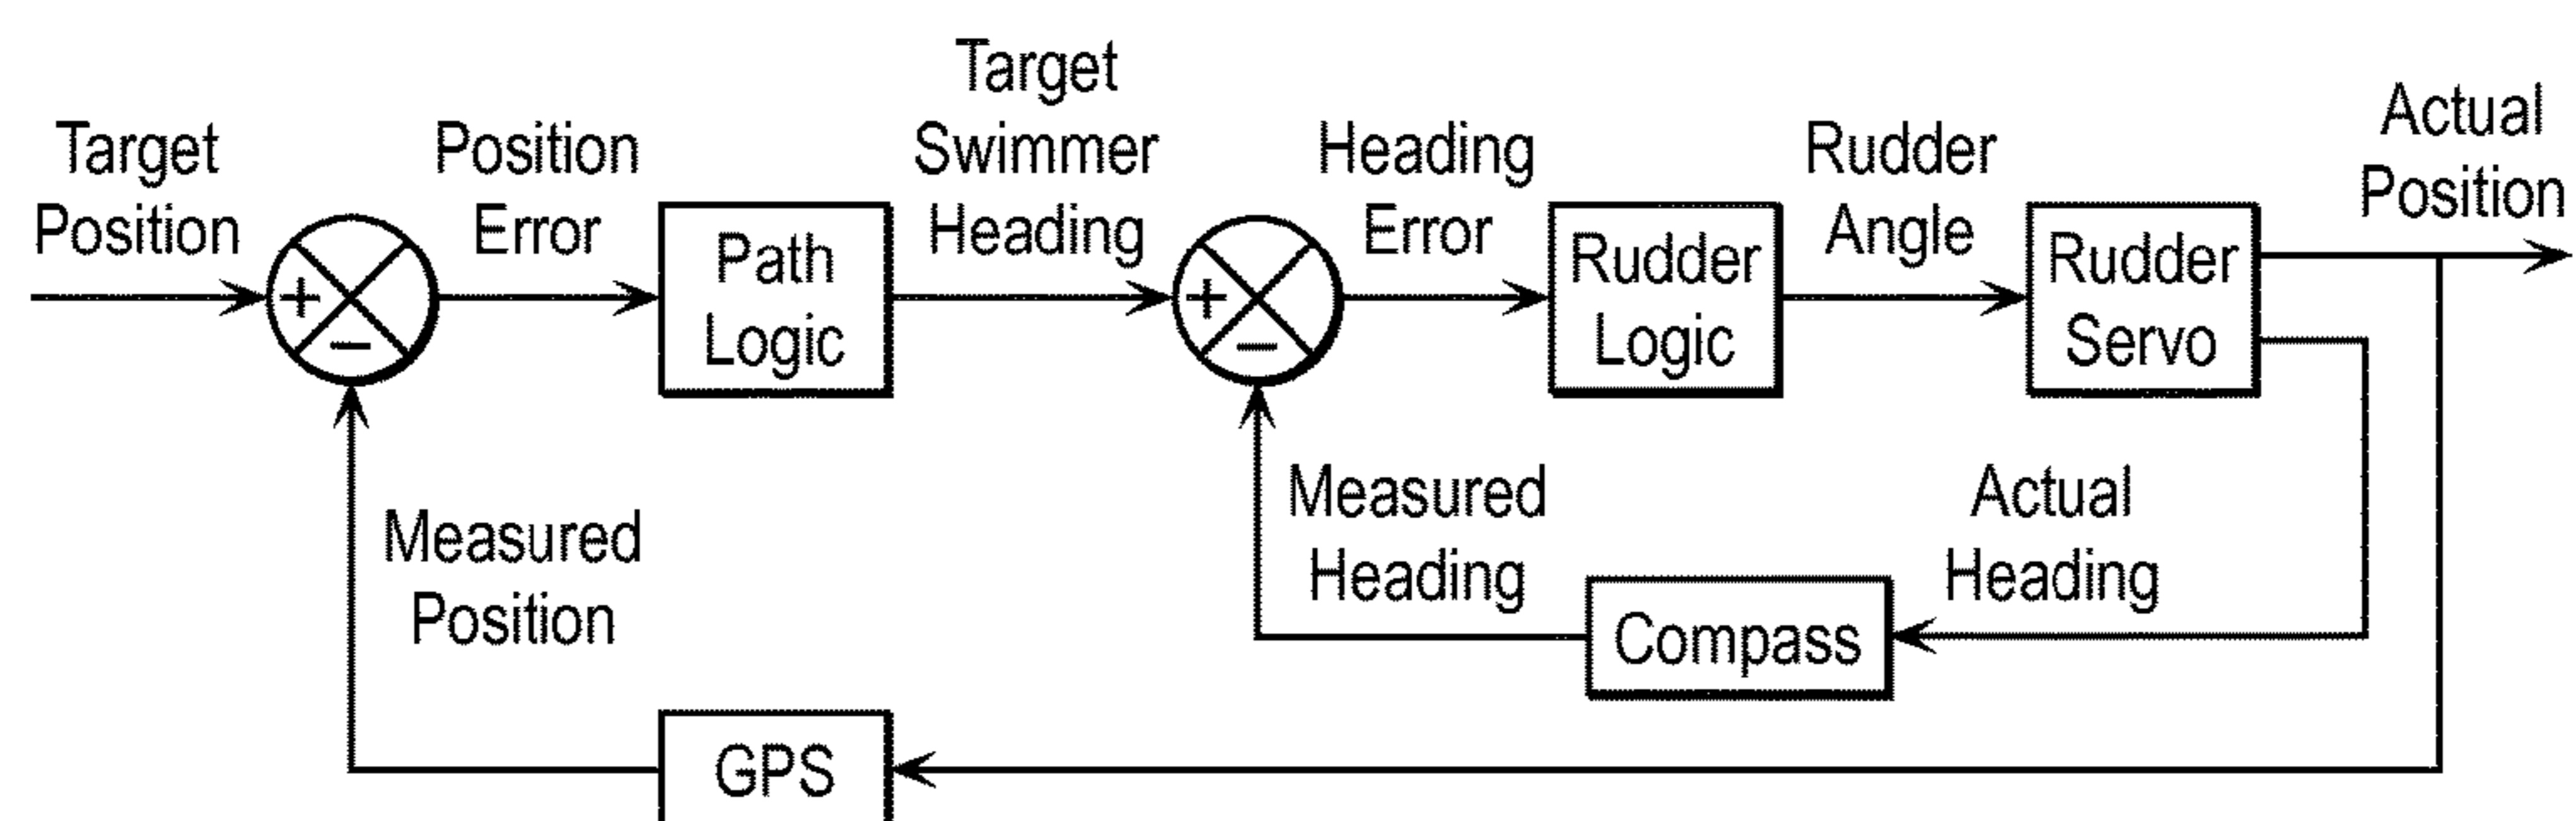 Target
Position
+
−
Position
Error
Path
Logic
Target
Swimmer
Heading
+
−
Heading
Error
Rudder
Logic
Rudder
Angle
Rudder
Servo
Actual
Position
Measured
Position
Measured
Heading
Compass
Actual
Heading
GPS